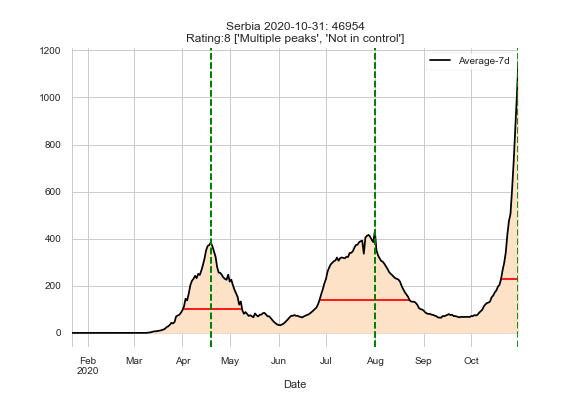 Serbia 2020-10-31: 46954
Rating:8 ['Multiple peaks', 'Not in control']
1200
1000
800
600
400
200
0
Average-7d
Feb Mar Apr May Jun Jul Aug Sep Oct
2020
Date